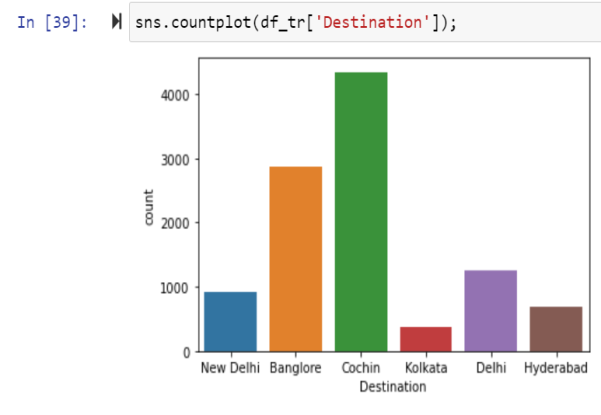 In [39]: sns.countplot(df_tr['Destination']);
4000
3000
2000
1000
0
count
New Delhi Banglore Cochin Kolkata Delhi Hyderabad
Destination